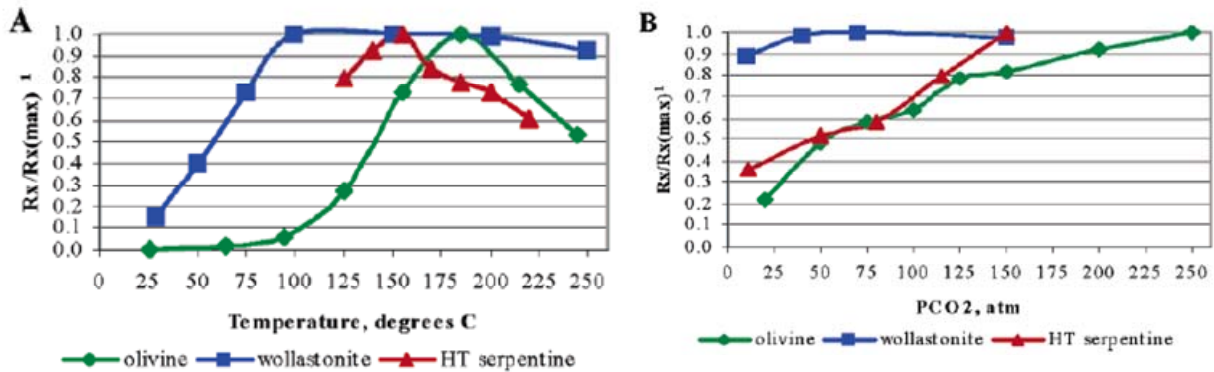 A
Rx/Rx(max) 1
1.0
0.9
0.8
0.7
0.6
0.5
0.4
0.3
0.2
0.1
0.0
0 25 50 75 100 125 150 175 200 225 250
Temperature, degrees C
olivine wollastonite HT serpentine
B
Rx/Rx(max)1
1.0
0.9
0.8
0.7
0.6
0.5
0.4
0.3
0.2
0.1
0.0
0 25 50 75 100 125 150 175 200 225 250
PCO2, atm
olivine wollastonite HT serpentine